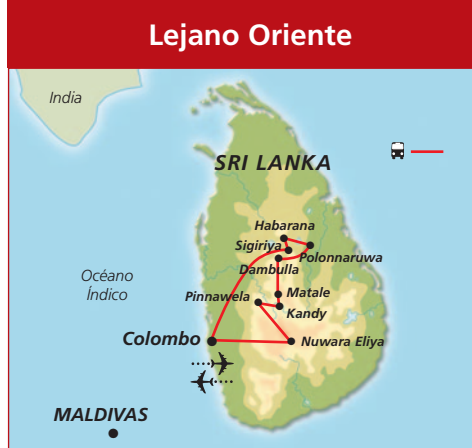 Lejano Oriente
India
SRI LANKA
Habarana
Sigiriya
Polonnaruwa
Dambulla
Océano
Índico
Pinnawela
Matale
Kandy
Colombo
Nuwara Eliya
MALDIVAS